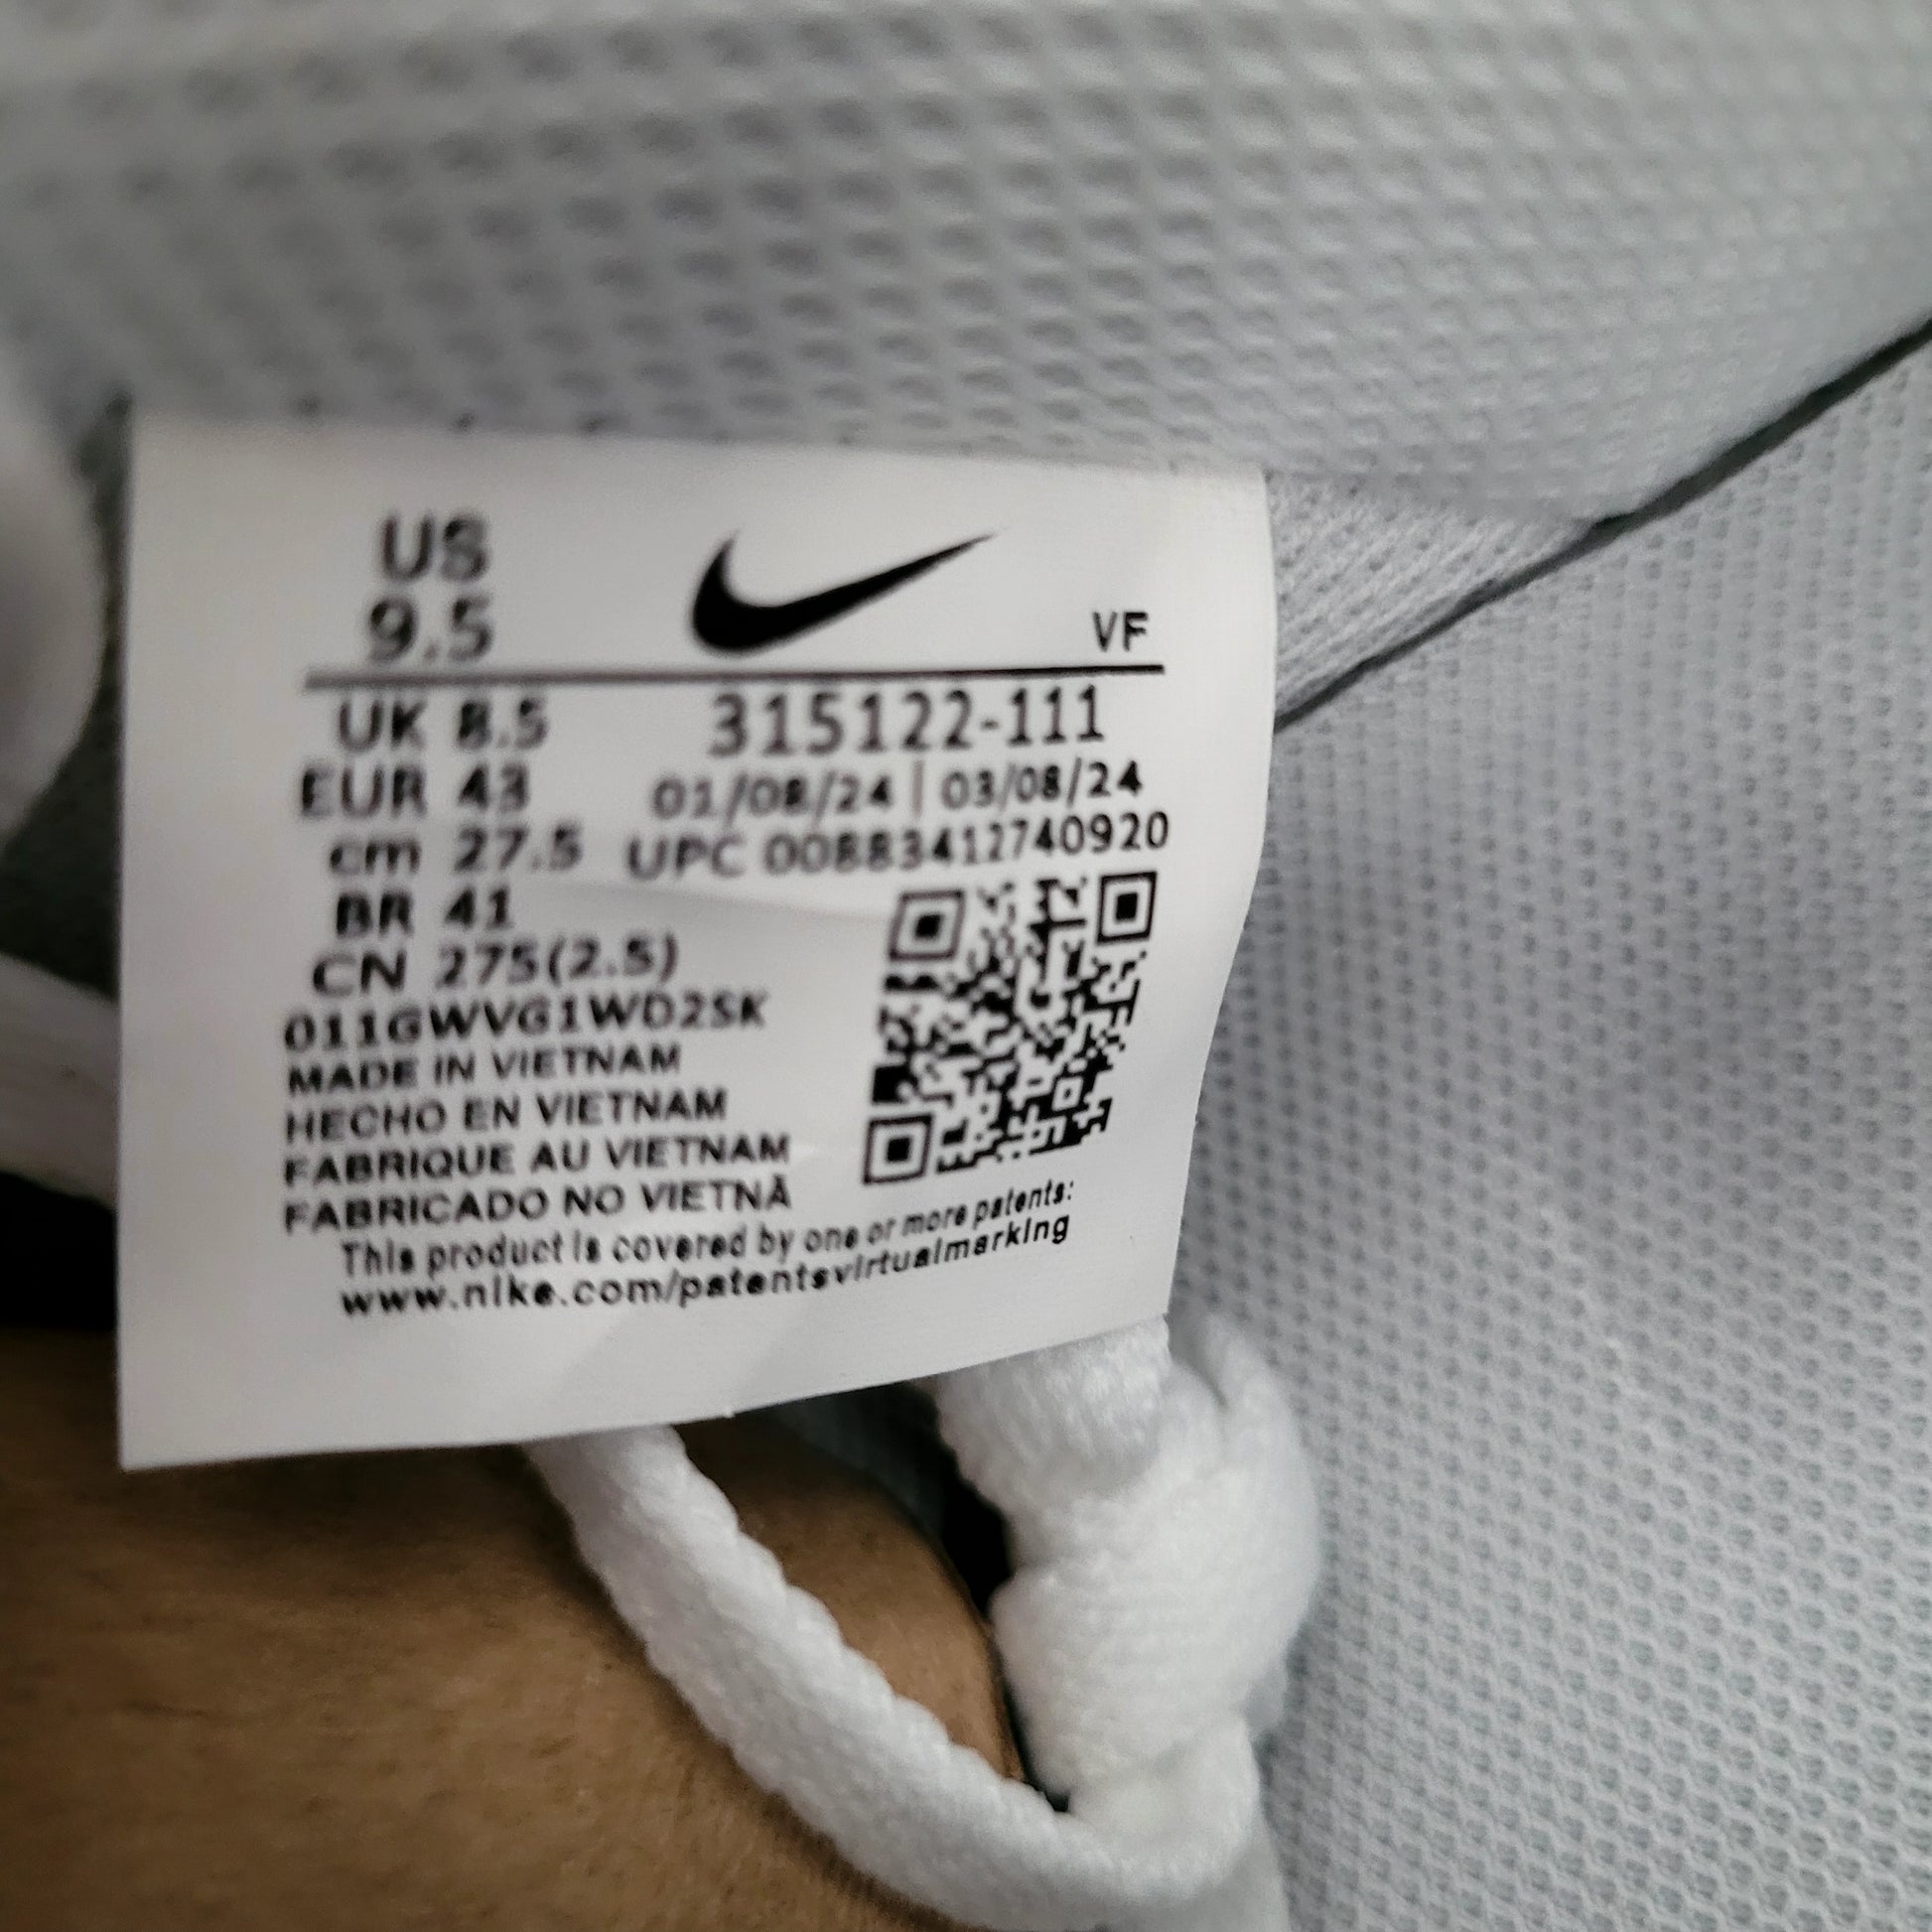 US
9.5
VF
UK 8.5
315122-111
EUR 43
01/08/24 | 03/08/24
cm 27.5
UPC 00883412740920
BR 41
CN 275(2.5)
011GWVG1WD2SK
MADE IN VIETNAM
HECHO EN VIETNAM
FABRIQUE AU VIETNAM
FABRICADO NO VIETNÃ
This product is covered by one or more patents:
www.nike.com/patentsvirtualmarking